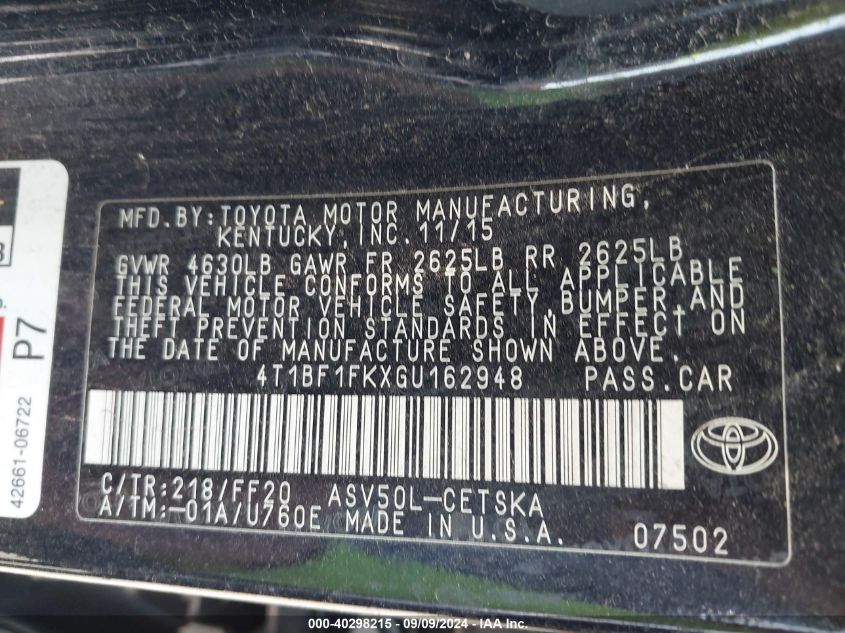 MFD.BY:TOYOTA MOTOR MANUFACTURING,
KENTUCKY,INC.11/15
GVWR 4630LB GAWR FR 2625LB RR 2625LB
THIS VEHICLE CONFORMS TO ALL APPLICABLE
FEDERAL MOTOR VEHICLE SAFETY,BUMPER,AND
THEFT PREVENTION STANDARDS IN EFFECT ON
THE DATE OF MANUFACTURE SHOWN ABOVE.
4T1BF1FKXGU162948 PASS.CAR
C/TR:218/FF20 ASV50L-CETSKA
A/TM:-01A/U760E MADE IN U.S.A. 07502
P7
42661-06722
000-40298215 - 09/09/2024 - © IAA, Inc.